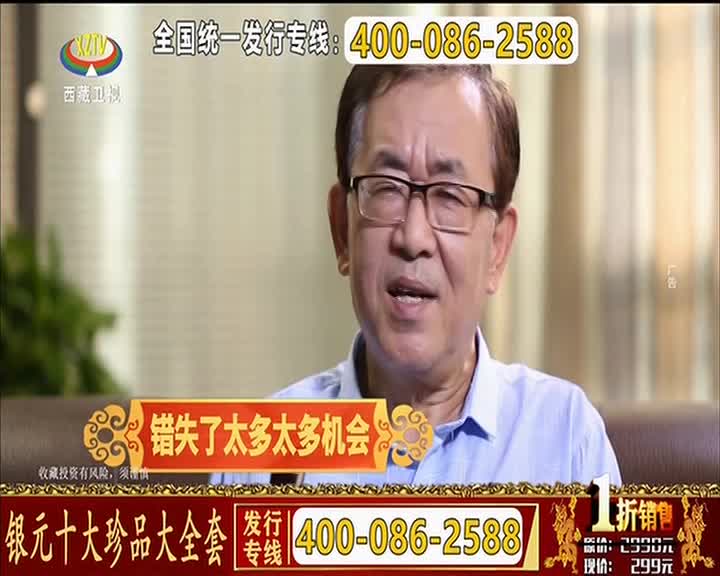 XZTV
西藏卫视
全国统一发行专线：400-086-2588
广告
错失了太多太多机会
收藏投资有风险，须谨慎
银元十大珍品大全套
发行专线
400-086-2588
1折销售
原价：2990元
现价：299元